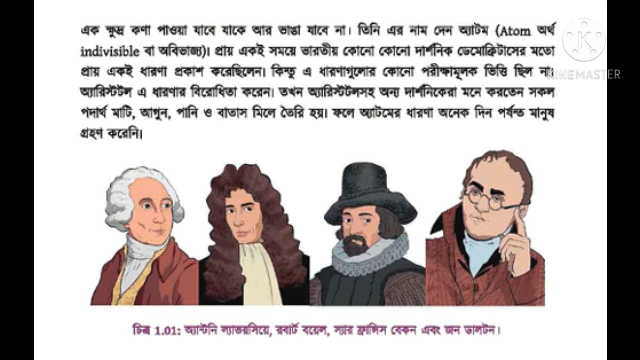 এক ক্ষুদ্র কণা পাওয়া যাবে যাকে আর ভাঙা যাবে না। তিনি এর নাম দেন অ্যাটম (Atom অর্থ
indivisible বা অবিভাজ্য)। প্রায় একই সময়ে ভারতীয় কোনো কোনো দার্শনিক ডেমোক্রিটাসের মতো
প্রায় একই ধারণা প্রকাশ করেছিলেন। কিন্তু এ ধারণাগুলোর কোনো পরীক্ষামূলক ভিত্তি ছিল না।
অ্যারিস্টটল এ ধারণার বিরোধিতা করেন। তখন অ্যারিস্টটলসহ অন্য দার্শনিকেরা মনে করতেন সকল
পদার্থ মাটি, আগুন, পানি ও বাতাস মিলে তৈরি হয়। ফলে অ্যাটমের ধারণা অনেক দিন পর্যন্ত মানুষ
গ্রহণ করেনি।
KINEMASTER
চিত্র 1.01: অ্যান্টনি ল্যাভয়সিয়ে, রবার্ট বয়েল, স্যার ফ্রান্সিস বেকন এবং জন ডাল্টন।